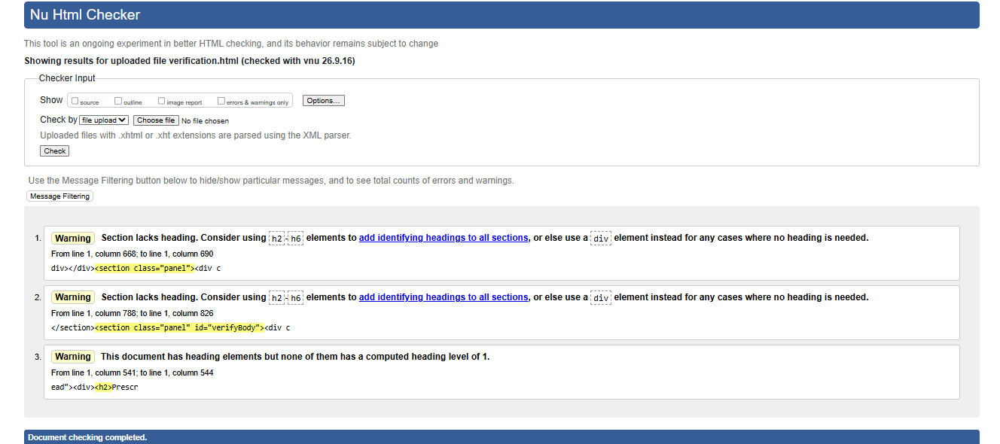 Nu Html Checker
This tool is an ongoing experiment in better HTML checking, and its behavior remains subject to change
Showing results for uploaded file verification.html (checked with vnu 26.9.16)
Checker Input
Show source outline image report errors & warnings only Options...
Check by file upload Choose file No file chosen
Uploaded files with .xhtml or .xht extensions are parsed using the XML parser.
Check
Use the Message Filtering button below to hide/show particular messages, and to see total counts of errors and warnings.
Message Filtering
1. Warning Section lacks heading. Consider using h2-h6 elements to add identifying headings to all sections, or else use a div element instead for any cases where no heading is needed.
From line 1, column 668; to line 1, column 690
div></div><section class="panel"><div c
2. Warning Section lacks heading. Consider using h2-h6 elements to add identifying headings to all sections, or else use a div element instead for any cases where no heading is needed.
From line 1, column 788; to line 1, column 826
</section><section class="panel" id="verifyBody"><div c
3. Warning This document has heading elements but none of them has a computed heading level of 1.
From line 1, column 541; to line 1, column 544
ead"><div><h2>Prescr
Document checking completed.